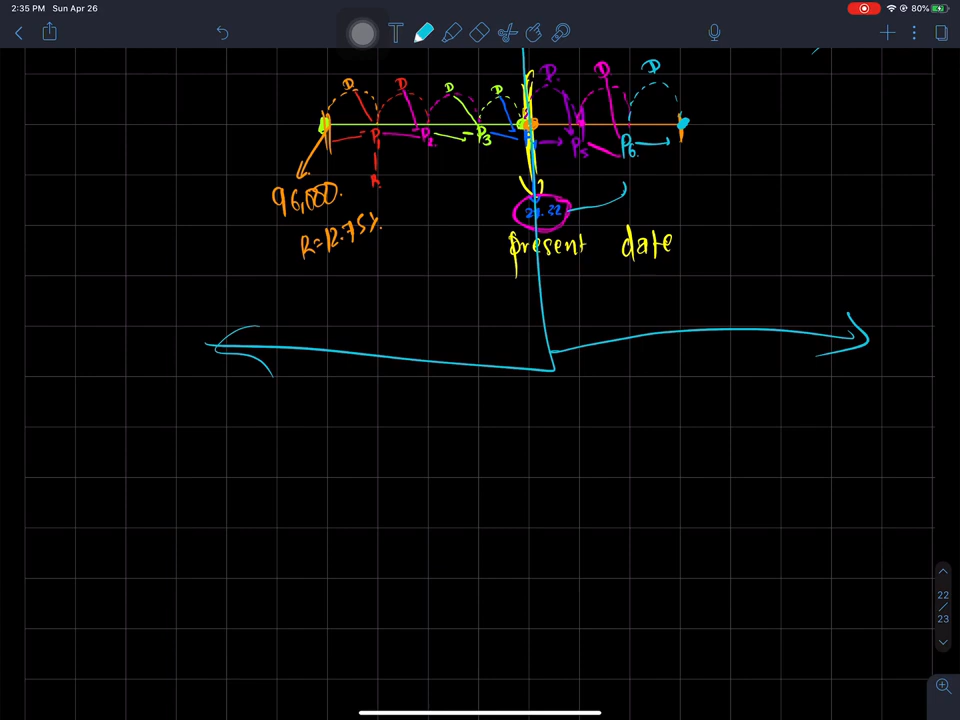 2:35 PM Sun Apr 26
80%
T
D D D D D D D
P1 P2 P3 P5 P6
R
96,000.
R=12.75%
present date
22
/
23